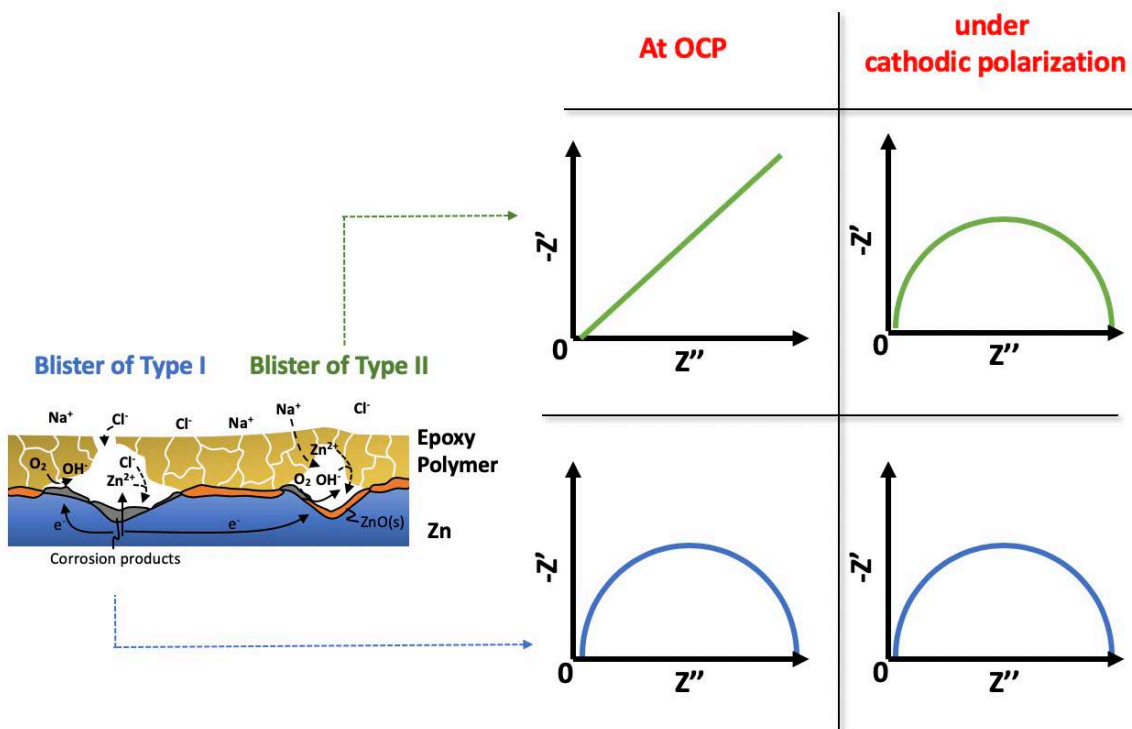 At OCP
under
cathodic polarization
-Z'
0
Z''
-Z'
0
Z''
Blister of Type I
Blister of Type II
Na⁺
Cl⁻
Cl⁻
Na⁺
Na⁺
Cl⁻
Epoxy
Polymer
O₂
OH⁻
Cl⁻
Zn²⁺
Zn²⁺
O₂
OH⁻
e⁻
e⁻
ZnO(s)
Zn
Corrosion products
-Z'
0
Z''
-Z'
0
Z''